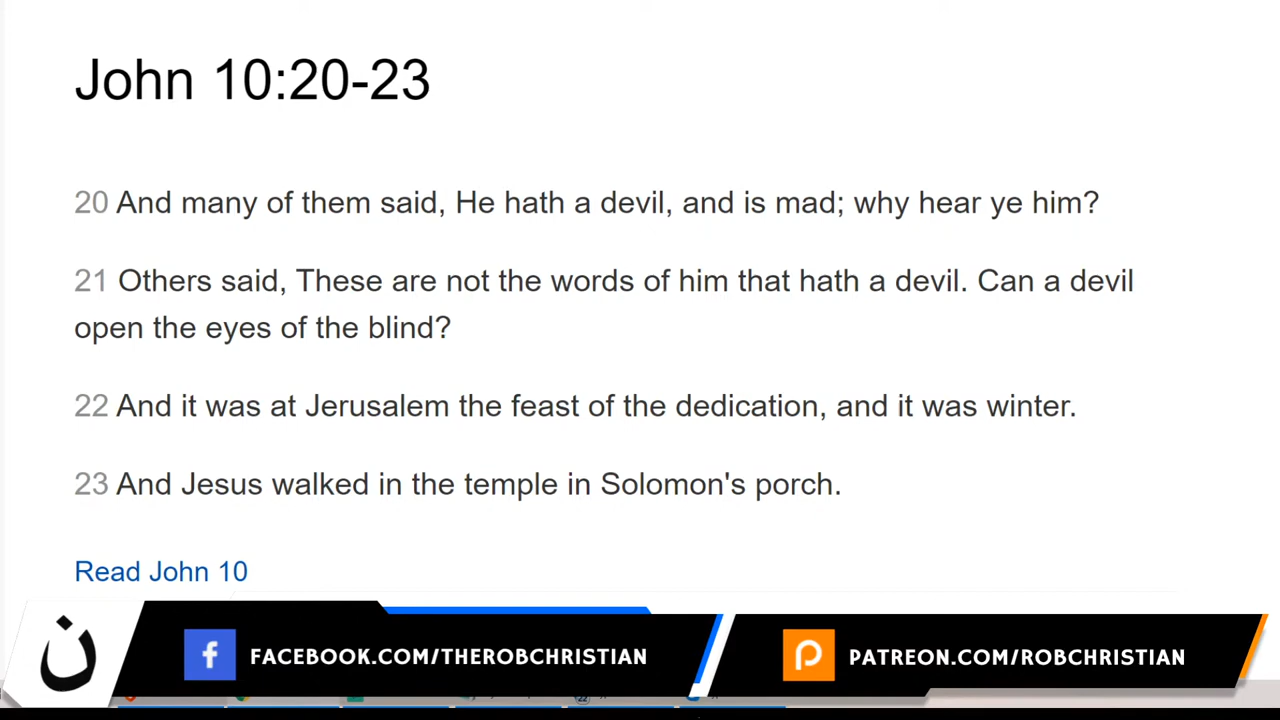 John 10:20-23
20 And many of them said, He hath a devil, and is mad; why hear ye him?
21 Others said, These are not the words of him that hath a devil. Can a devil
open the eyes of the blind?
22 And it was at Jerusalem the feast of the dedication, and it was winter.
23 And Jesus walked in the temple in Solomon's porch.
Read John 10
ن
f FACEBOOK.COM/THEROBCHRISTIAN
PATREON.COM/ROBCHRISTIAN